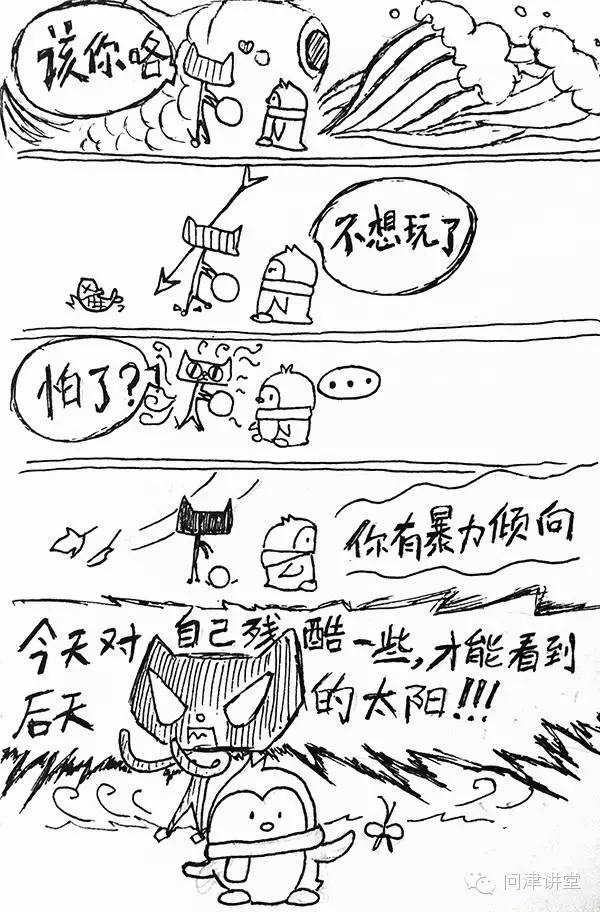 该你咯
不想玩了
怕了?
...
你有暴力倾向
今天对自己残酷一些,才能看到
后天的太阳!!!
问津讲堂